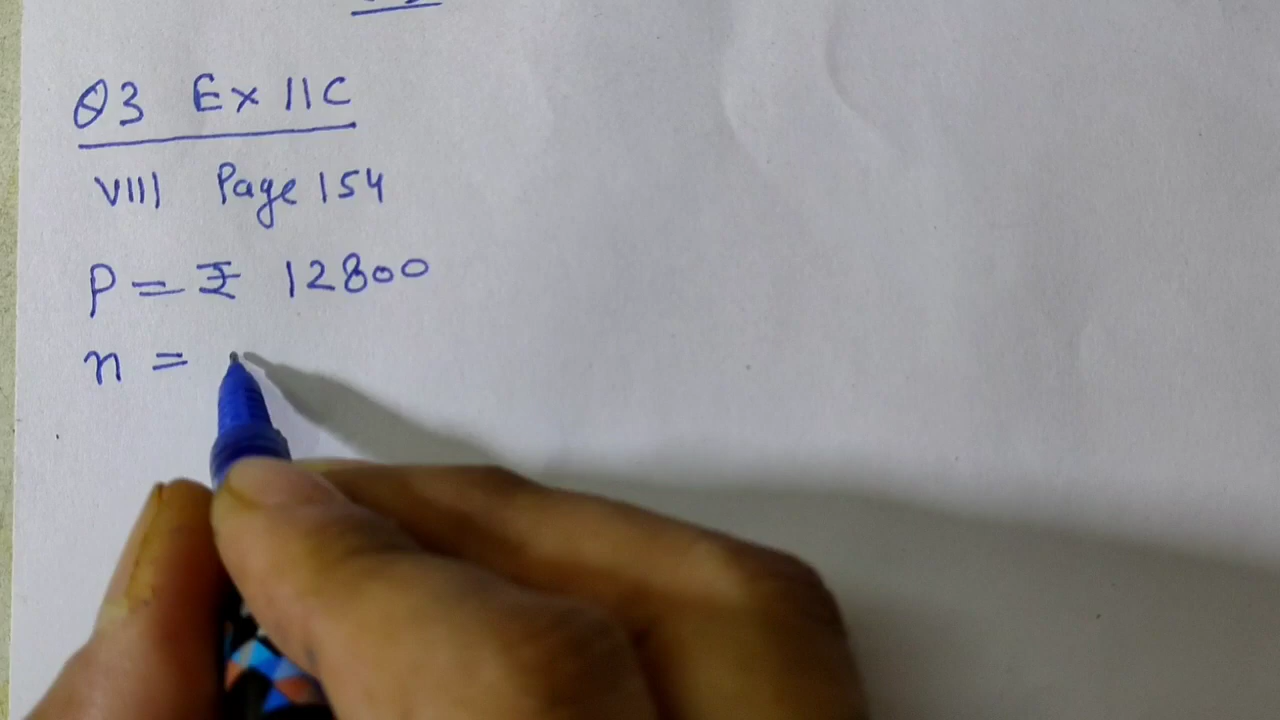 Q3 Ex 11C
VIII Page 154
P = ₹ 12800
n =